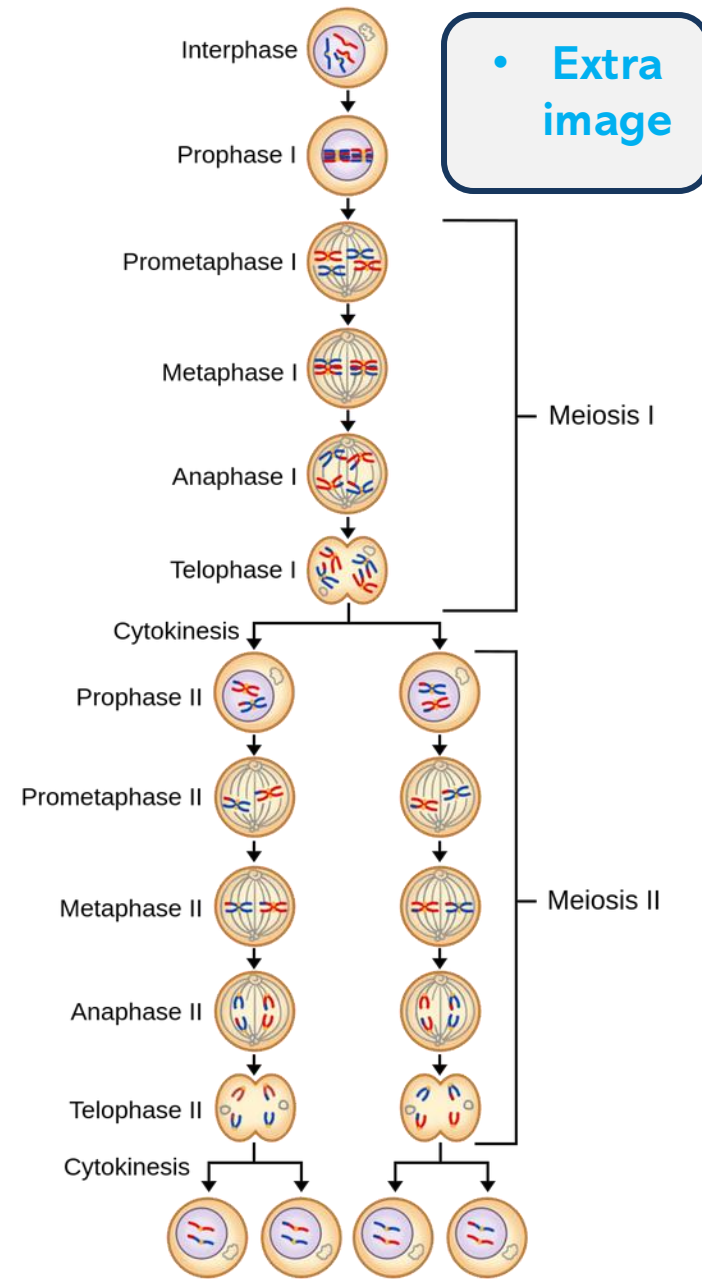 Interphase
• Extra
image
Prophase I
Prometaphase I
Metaphase I
Meiosis I
Anaphase I
Telophase I
Cytokinesis
Prophase II
Prometaphase II
Metaphase II
Meiosis II
Anaphase II
Telophase II
Cytokinesis